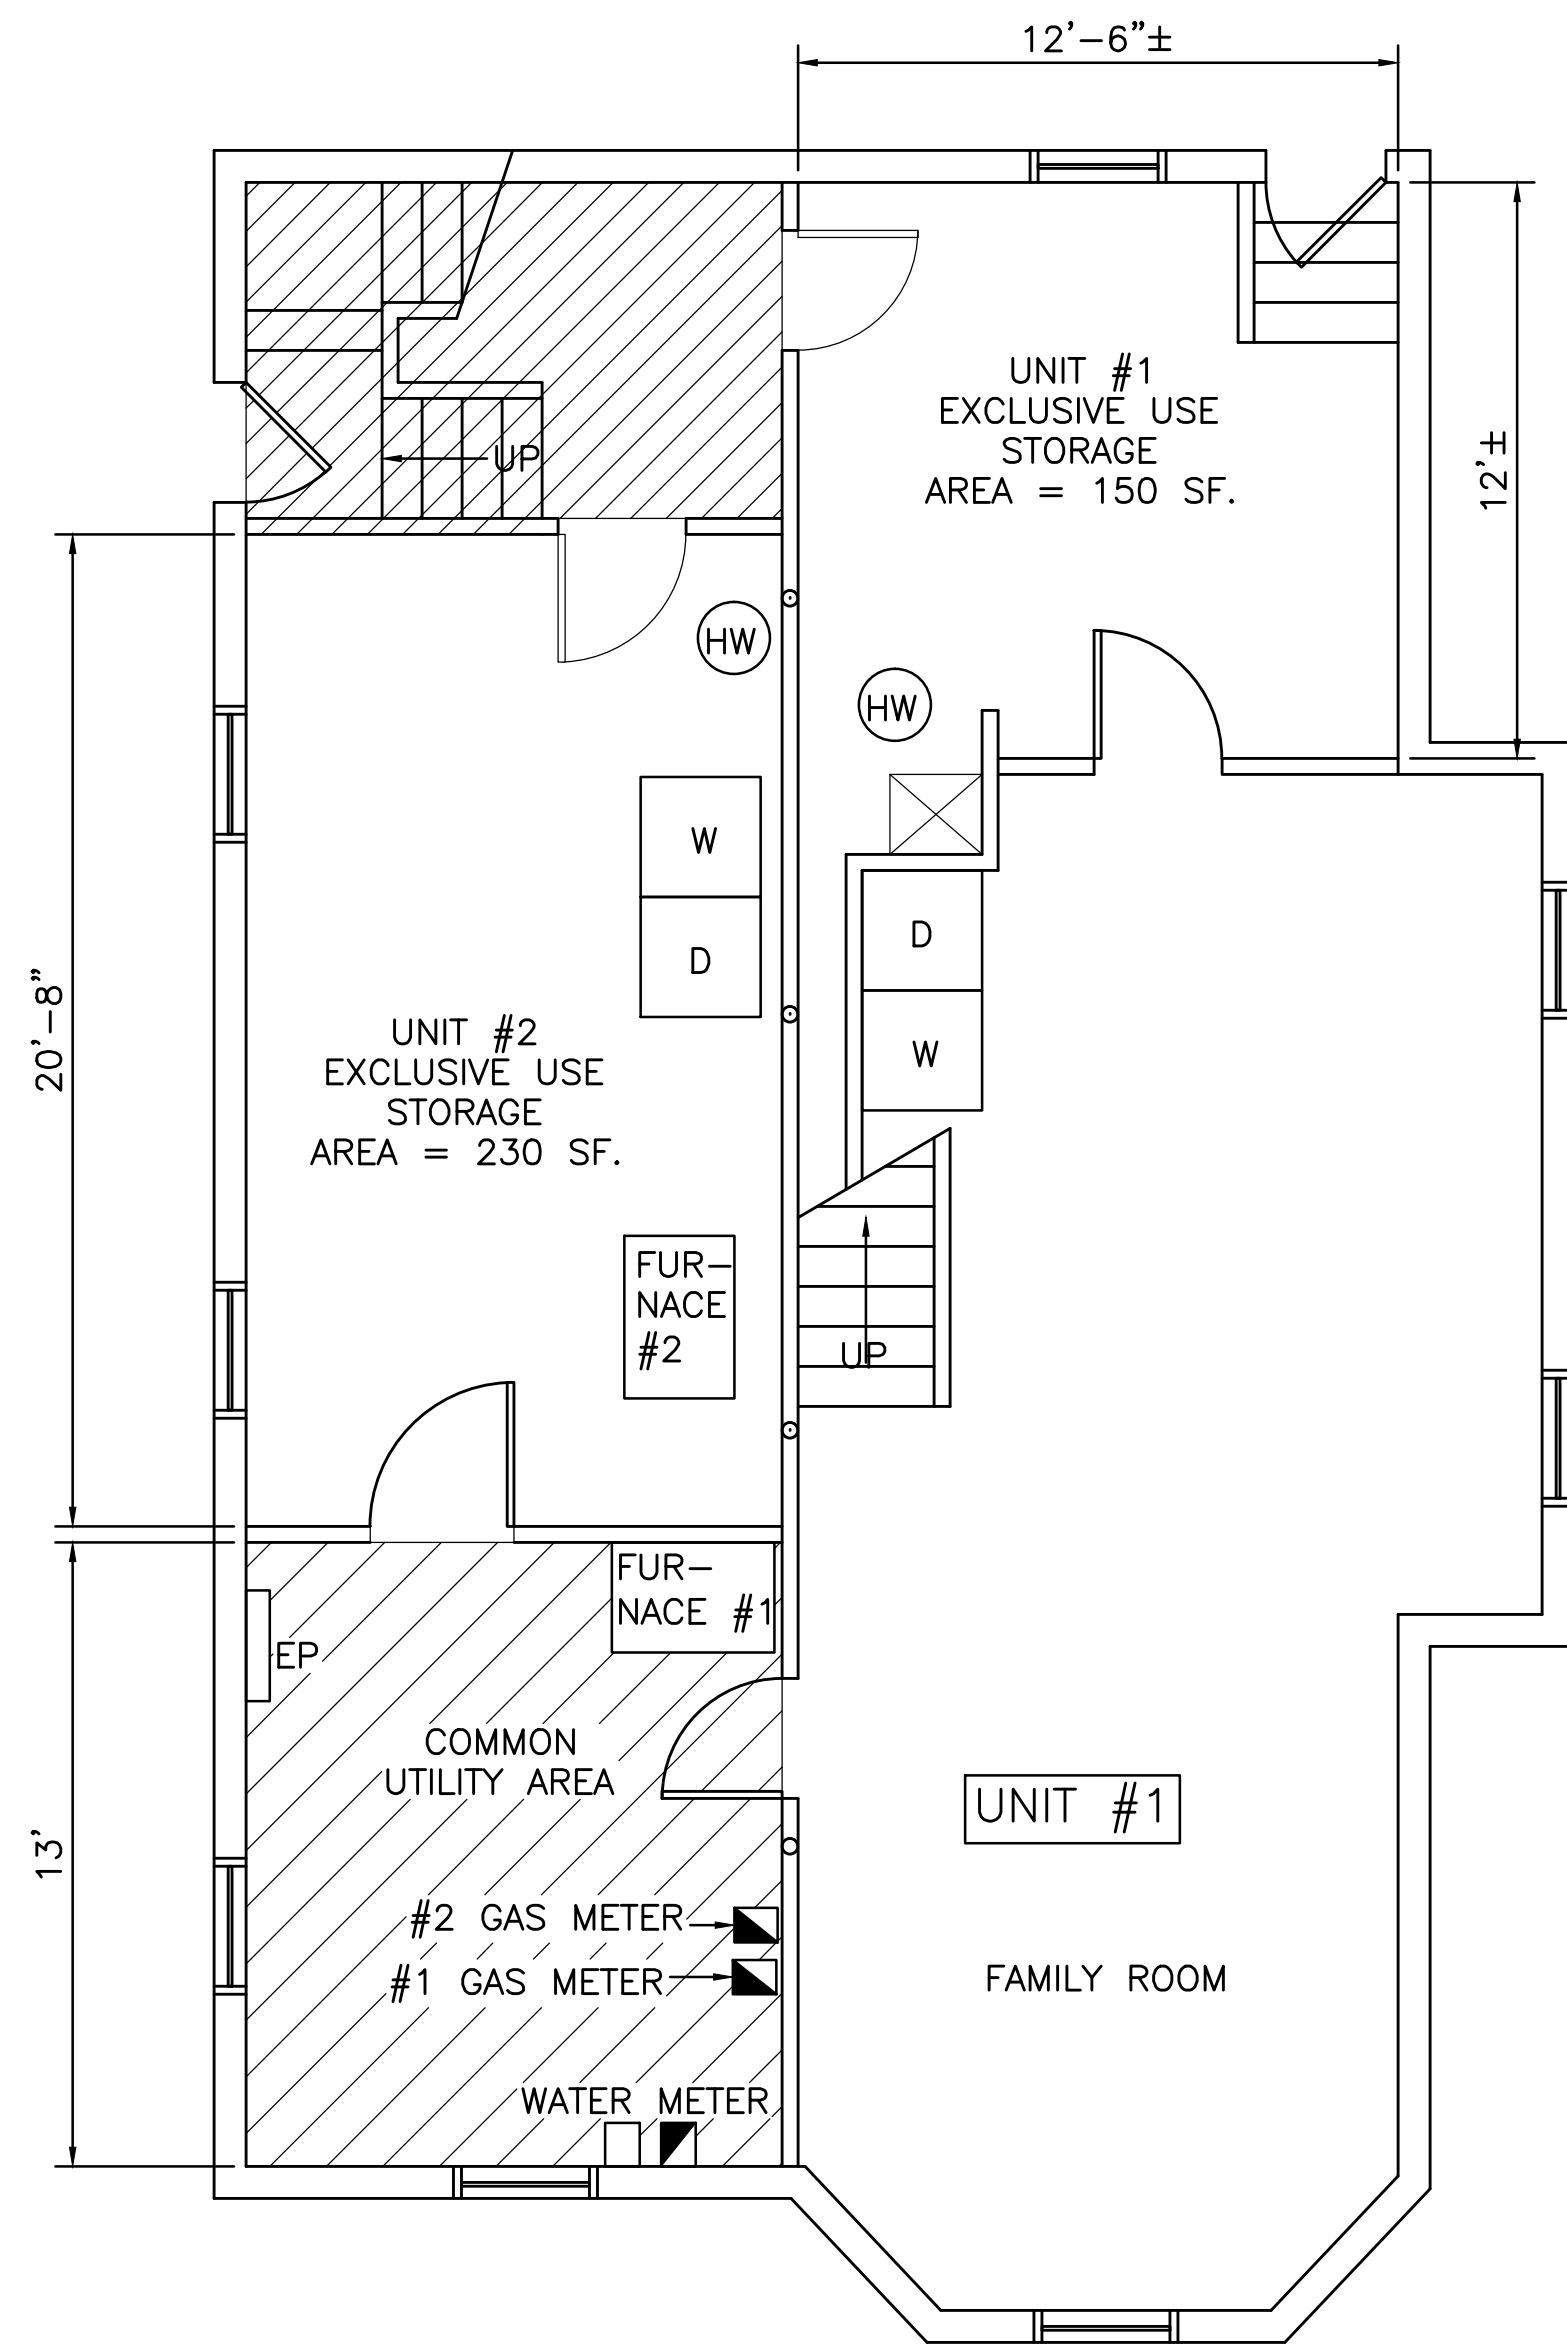 12'-6"±
UNIT #1
EXCLUSIVE USE
STORAGE
AREA = 150 SF.
12'±
UP
HW
HW
W
D
D
W
20'-8"
UNIT #2
EXCLUSIVE USE
STORAGE
AREA = 230 SF.
FUR-
NACE
#2
UP
FUR-
NACE #1
EP
COMMON
UTILITY AREA
13'
UNIT #1
#2 GAS METER
#1 GAS METER
FAMILY ROOM
WATER METER